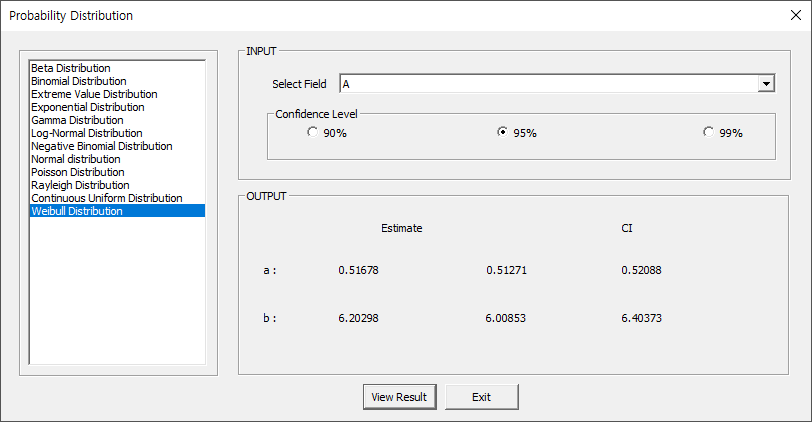 Probability Distribution
Beta Distribution
Binomial Distribution
Extreme Value Distribution
Exponential Distribution
Gamma Distribution
Log-Normal Distribution
Negative Binomial Distribution
Normal distribution
Poisson Distribution
Rayleigh Distribution
Continuous Uniform Distribution
Weibull Distribution
INPUT
Select Field A
Confidence Level
90% 95% 99%
OUTPUT
Estimate CI
a : 0.51678 0.51271 0.52088
b : 6.20298 6.00853 6.40373
View Result Exit